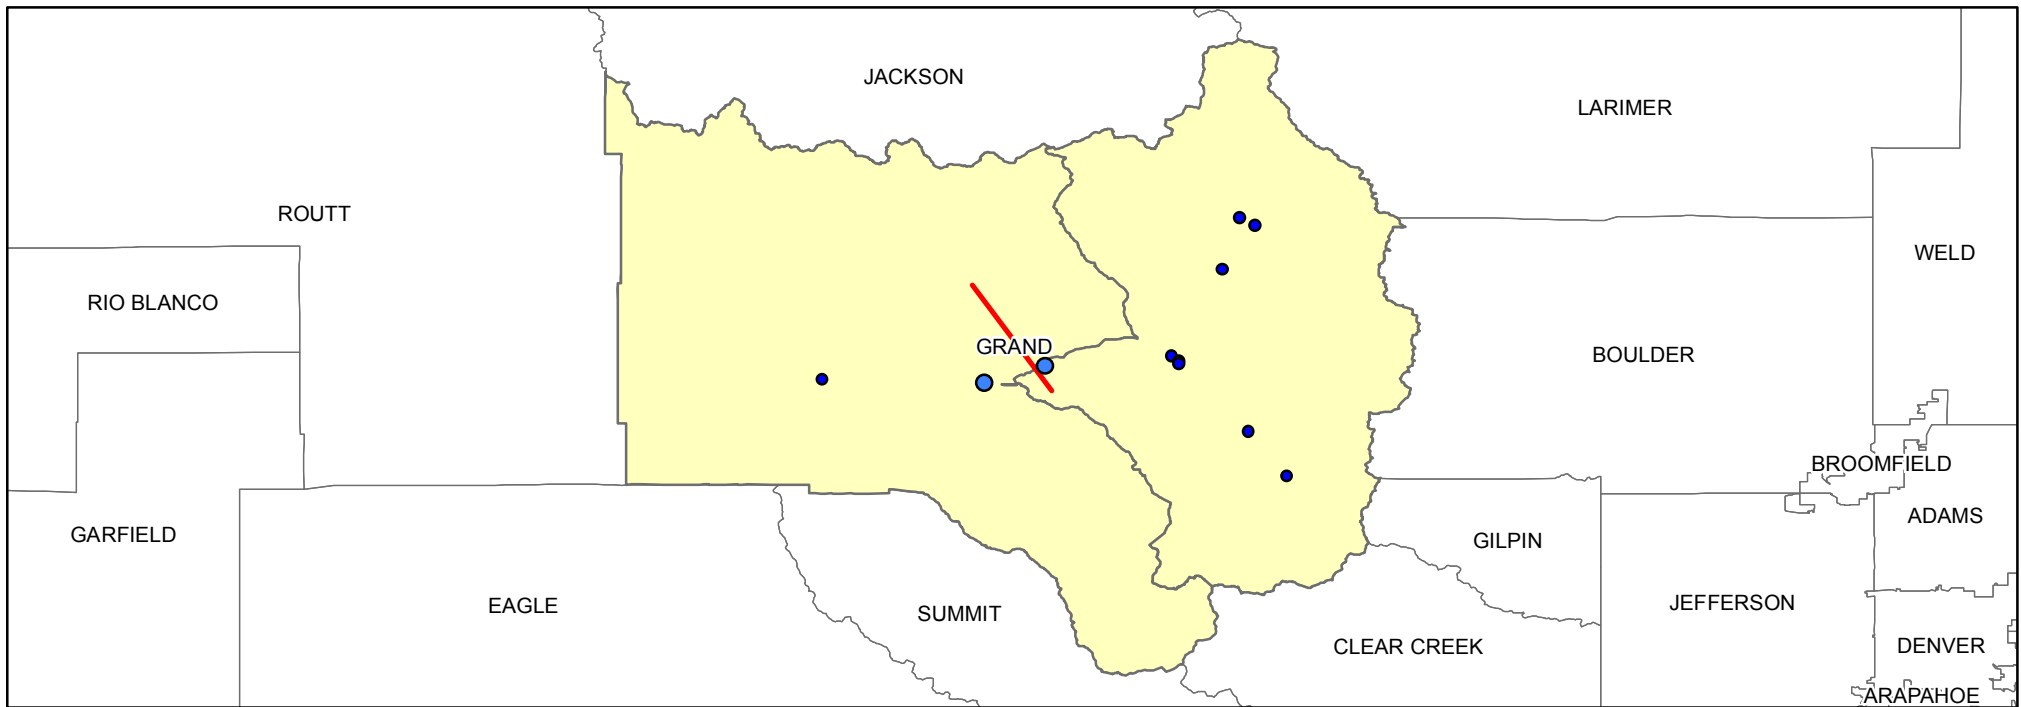 JACKSON
LARIMER
ROUTT
WELD
RIO BLANCO
GRAND
BOULDER
BROOMFIELD
ADAMS
GARFIELD
GILPIN
EAGLE
SUMMIT
JEFFERSON
CLEAR CREEK
DENVER
ARAPAHOE